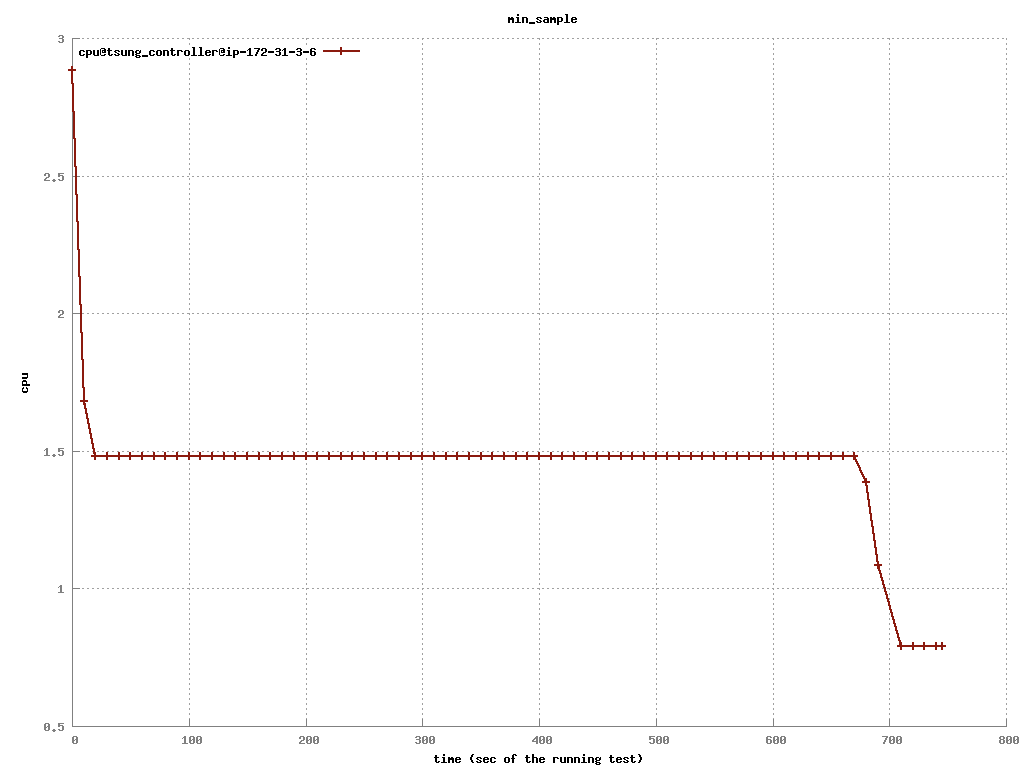 min_sample
3
cpu@tsung_controller@ip-172-31-3-6
2.5
2
cpu
1.5
1
0.5
0 100 200 300 400 500 600 700 800
time (sec of the running test)